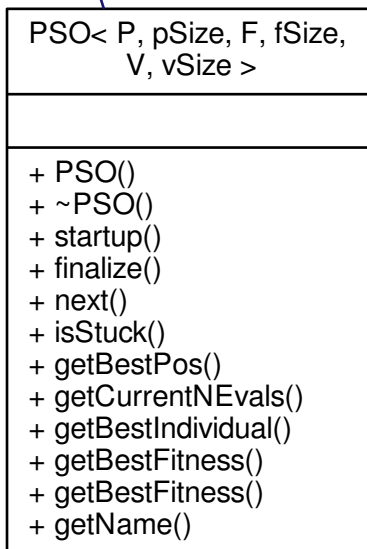 PSO< P, pSize, F, fSize,
V, vSize >
+ PSO()
+ ~PSO()
+ startup()
+ finalize()
+ next()
+ isStuck()
+ getBestPos()
+ getCurrentNEvals()
+ getBestIndividual()
+ getBestFitness()
+ getBestFitness()
+ getName()